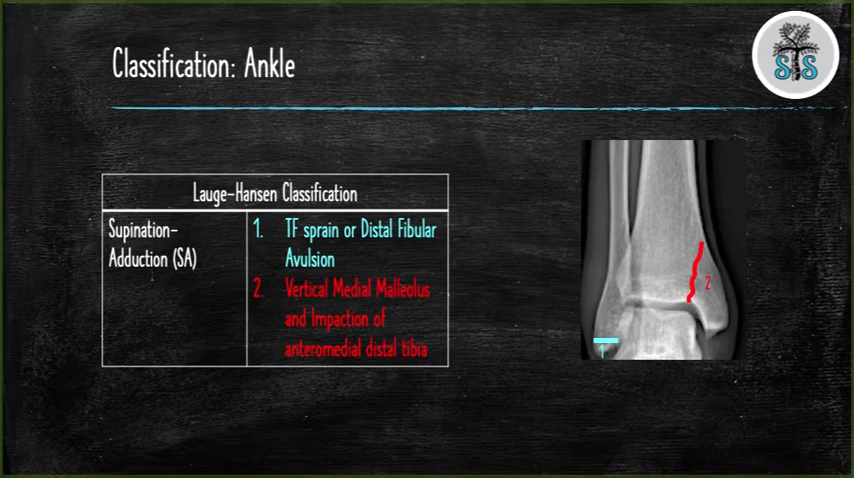 Classification: Ankle
STS
Lauge-Hansen Classification
Supination-
Adduction (SA)
1. TF sprain or Distal Fibular
Avulsion
2. Vertical Medial Malleolus
and Impaction of
anteromedial distal tibia
2
1